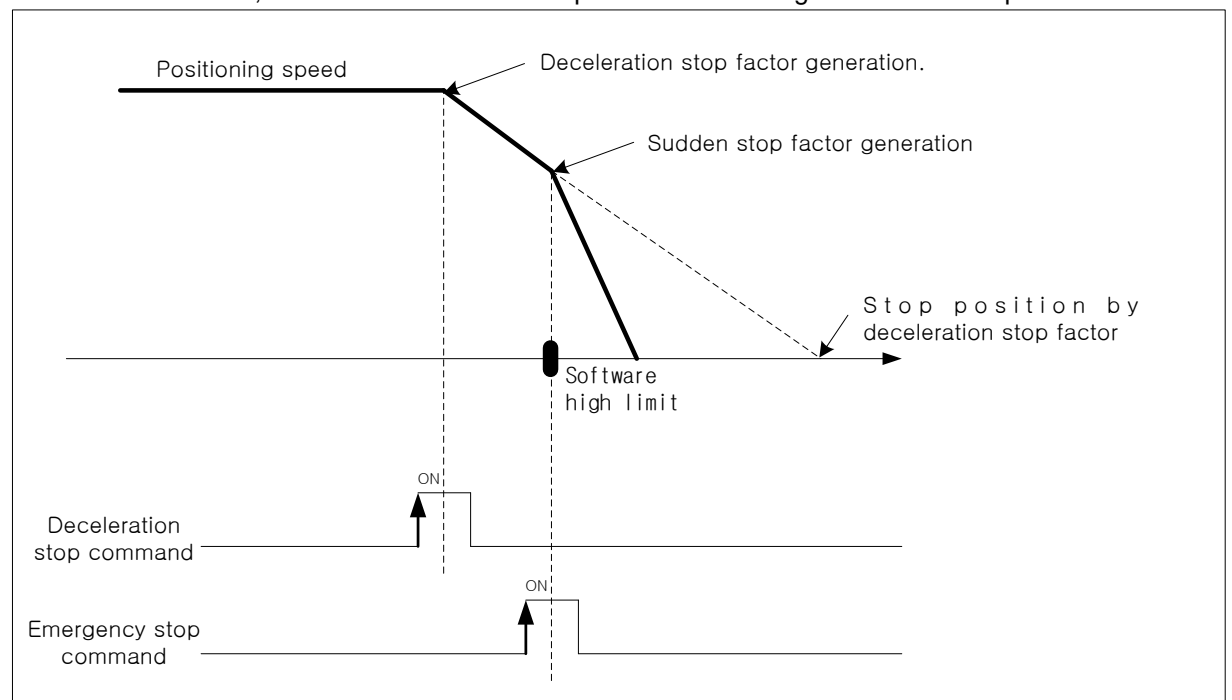 Positioning speed
Deceleration stop factor generation.
Sudden stop factor generation
Stop position by
deceleration stop factor
Software
high limit
ON
Deceleration
stop command
ON
Emergency stop
command